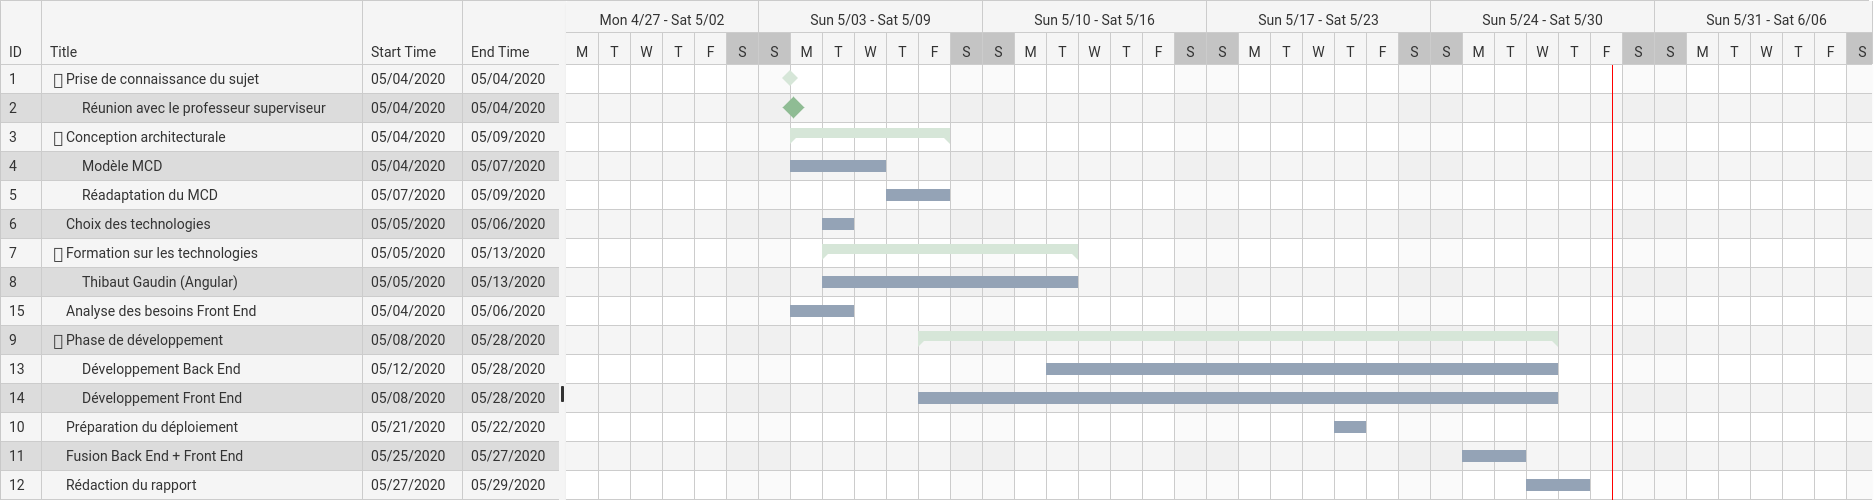 Mon 4/27 - Sat 5/02 Sun 5/03 - Sat 5/09 Sun 5/10 - Sat 5/16 Sun 5/17 - Sat 5/23 Sun 5/24 - Sat 5/30 Sun 5/31 - Sat 6/06
ID Title Start Time End Time M T W T F S S M T W T F S S M T W T F S S M T W T F S S M T W T F S S M T W T F S
1 Prise de connaissance du sujet 05/04/2020 05/04/2020
2 Réunion avec le professeur superviseur 05/04/2020 05/04/2020
3 Conception architecturale 05/04/2020 05/09/2020
4 Modèle MCD 05/04/2020 05/07/2020
5 Réadaptation du MCD 05/07/2020 05/09/2020
6 Choix des technologies 05/05/2020 05/06/2020
7 Formation sur les technologies 05/05/2020 05/13/2020
8 Thibaut Gaudin (Angular) 05/05/2020 05/13/2020
15 Analyse des besoins Front End 05/04/2020 05/06/2020
9 Phase de développement 05/08/2020 05/28/2020
13 Développement Back End 05/12/2020 05/28/2020
14 Développement Front End 05/08/2020 05/28/2020
10 Préparation du déploiement 05/21/2020 05/22/2020
11 Fusion Back End + Front End 05/25/2020 05/27/2020
12 Rédaction du rapport 05/27/2020 05/29/2020